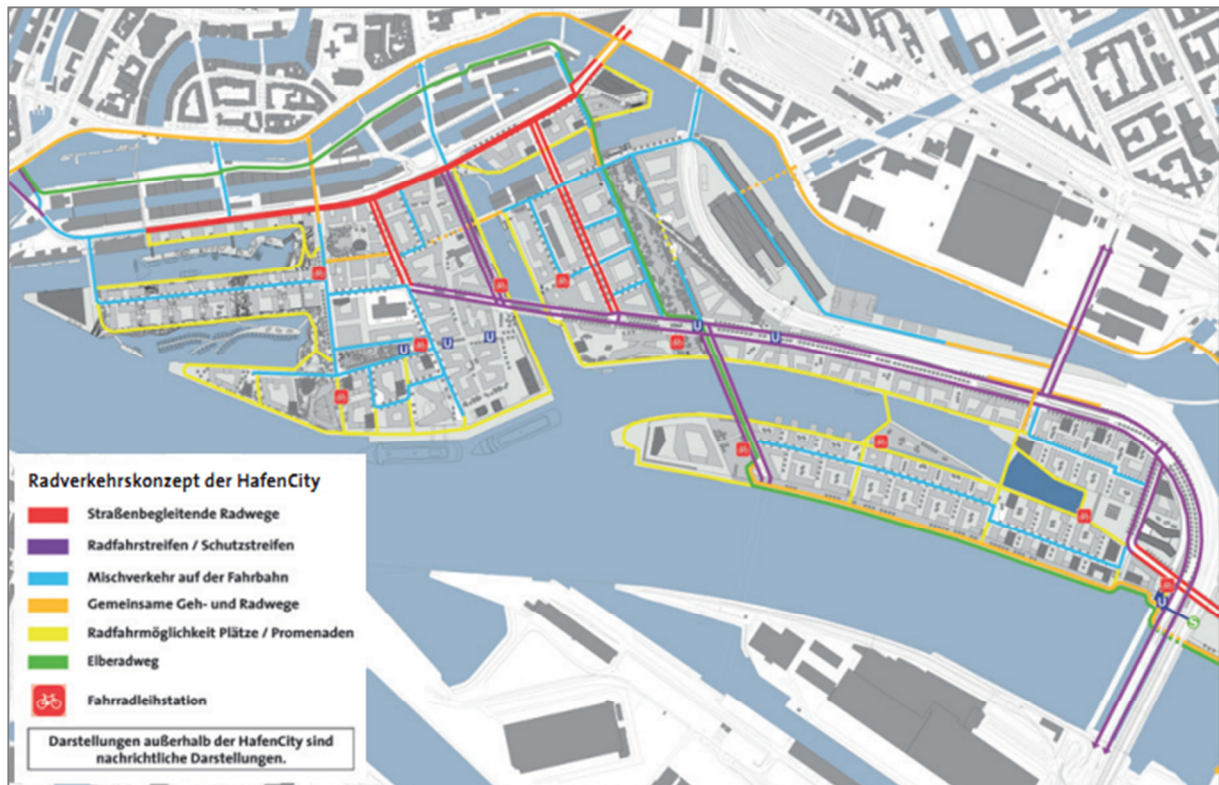 U
U
U
U
U
Radverkehrskonzept der HafenCity
Straßenbegleitende Radwege
Radfahrstreifen / Schutzstreifen
Mischverkehr auf der Fahrbahn
Gemeinsame Geh- und Radwege
Radfahrmöglichkeit Plätze / Promenaden
Elberadweg
Fahrradleihstation
Darstellungen außerhalb der HafenCity sind
nachrichtliche Darstellungen.
U
S